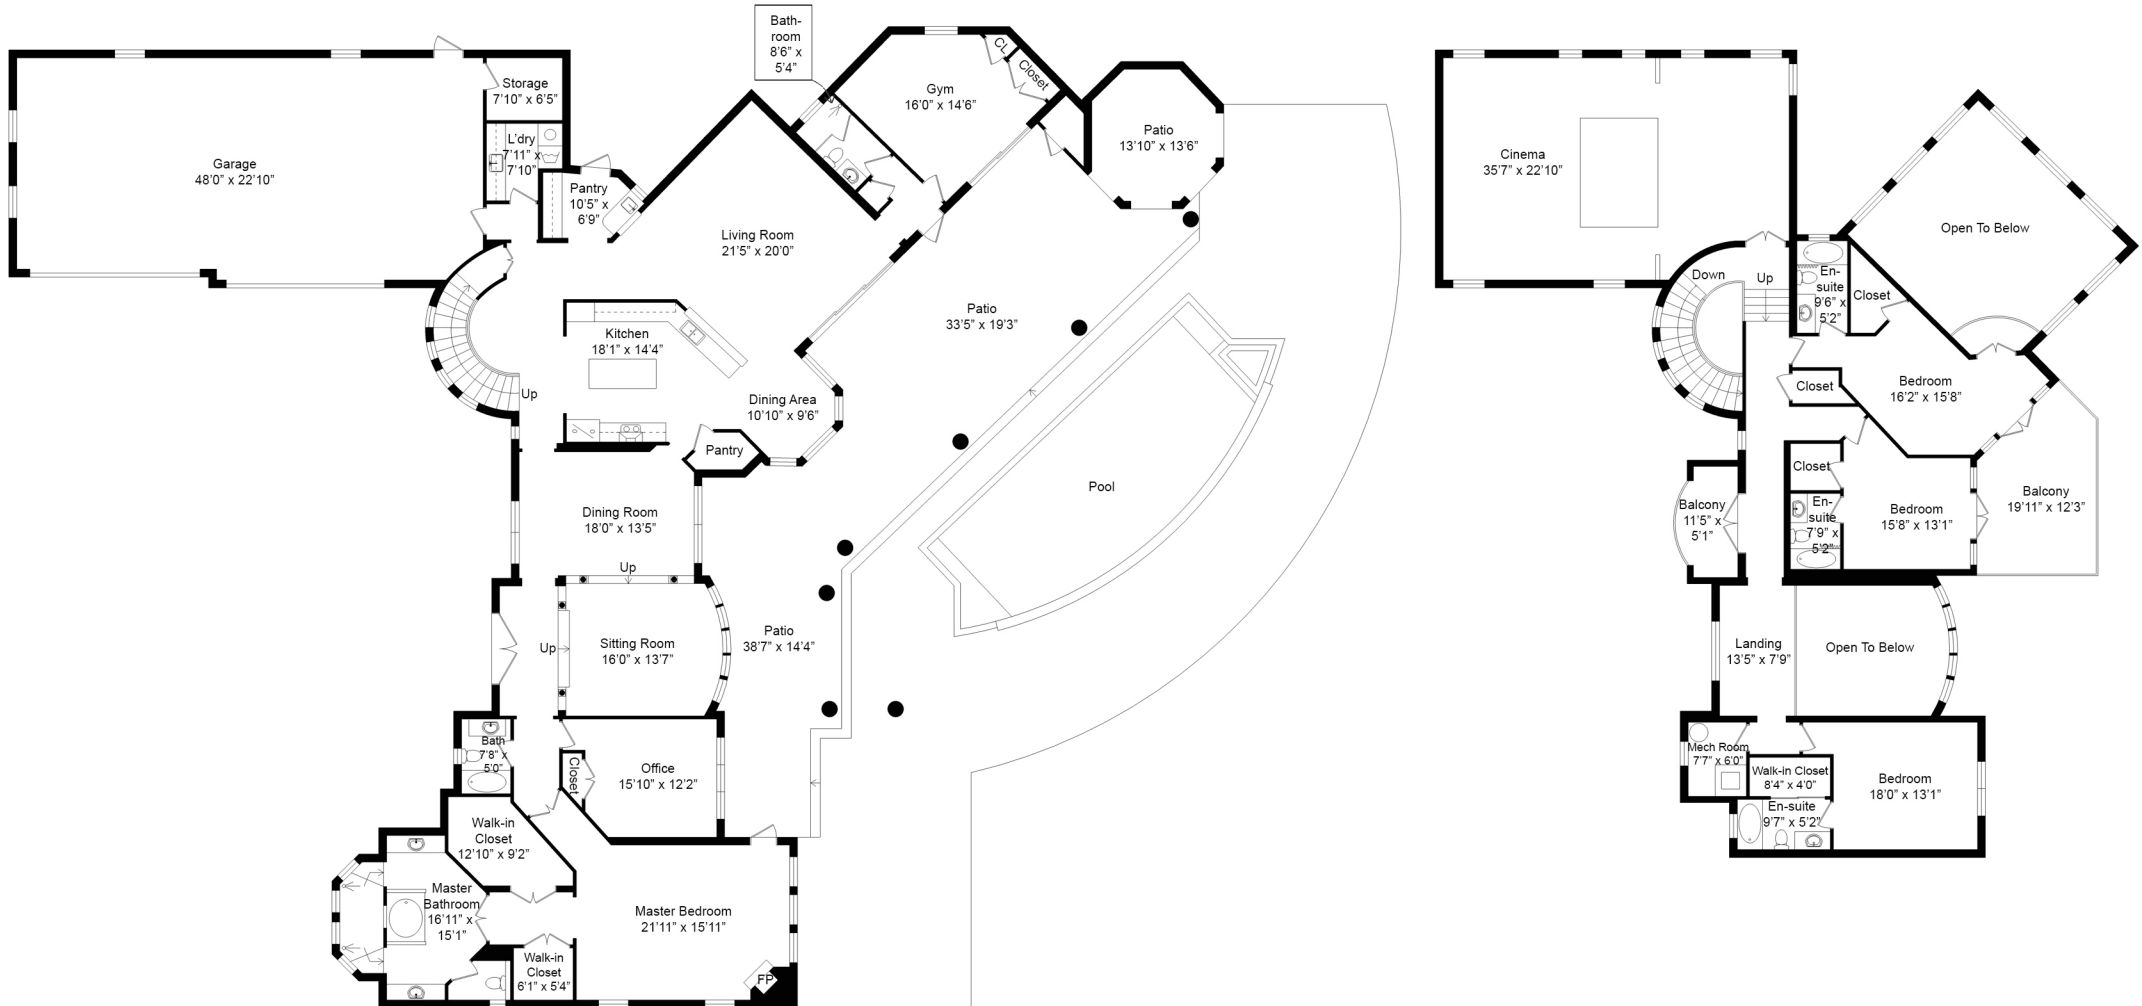 Bath-
room
8'6" x
5'4"
CL
Closet
Gym
16'0" x 14'6"
Storage
7'10" x 6'5"
Patio
13'10" x 13'6"
L'dry
7'11" x
7'10"
Garage
48'0" x 22'10"
Pantry
10'5" x
6'9"
Living Room
21'5" x 20'0"
Patio
33'5" x 19'3"
Kitchen
18'1" x 14'4"
Up
Dining Area
10'10" x 9'6"
Pantry
Pool
Dining Room
18'0" x 13'5"
Up
Up
Sitting Room
16'0" x 13'7"
Patio
38'7" x 14'4"
Bath
7'8" x
5'0"
Closet
Office
15'10" x 12'2"
Walk-in
Closet
12'10" x 9'2"
Master
Bathroom
16'11" x
15'1"
Master Bedroom
21'11" x 15'11"
Walk-in
Closet
6'1" x 5'4"
FP
Cinema
35'7" x 22'10"
Open To Below
Down
Up
En-
suite
9'6" x
5'2"
Closet
Closet
Bedroom
16'2" x 15'8"
Closet
Balcony
11'5" x
5'1"
En-
suite
7'9" x
5'2"
Bedroom
15'8" x 13'1"
Balcony
19'11" x 12'3"
Landing
13'5" x 7'9"
Open To Below
Mech Room
7'7" x 6'0"
Walk-in Closet
8'4" x 4'0"
Bedroom
18'0" x 13'1"
En-suite
9'7" x 5'2"